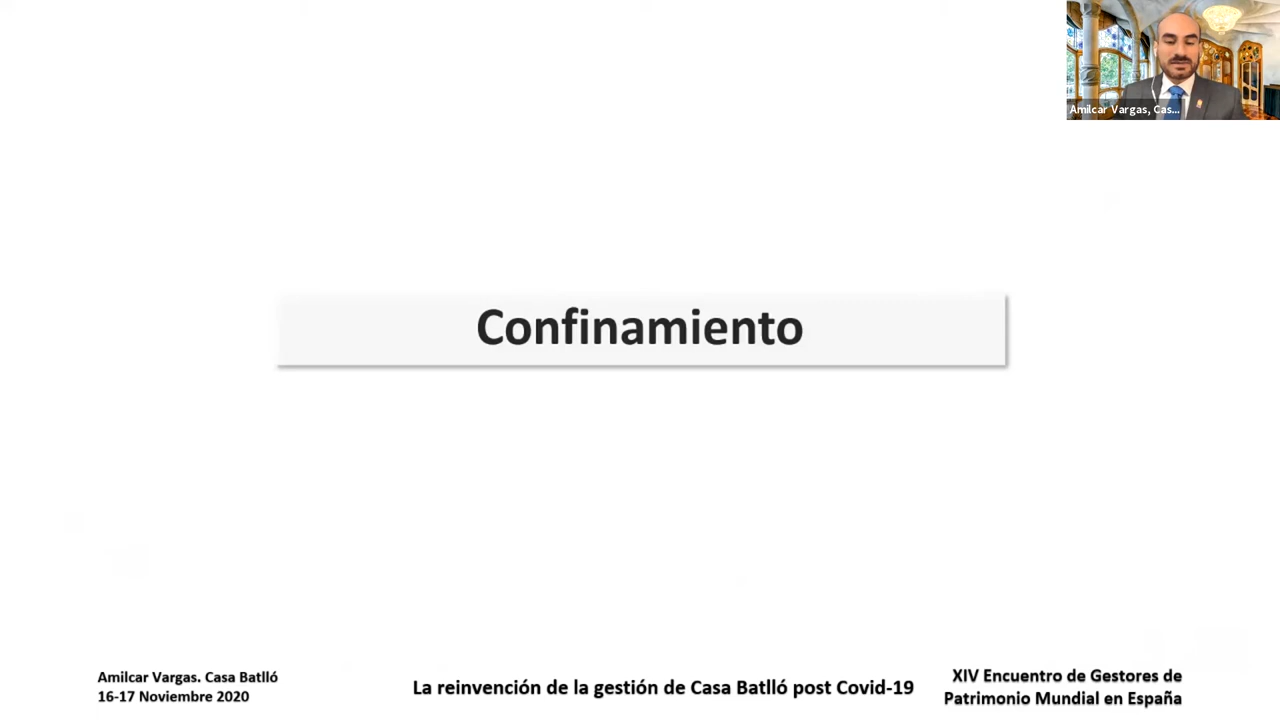 Amilcar Vargas, Cas...
Confinamiento
Amilcar Vargas. Casa Batlló
16-17 Noviembre 2020
La reinvención de la gestión de Casa Batlló post Covid-19
XIV Encuentro de Gestores de
Patrimonio Mundial en España